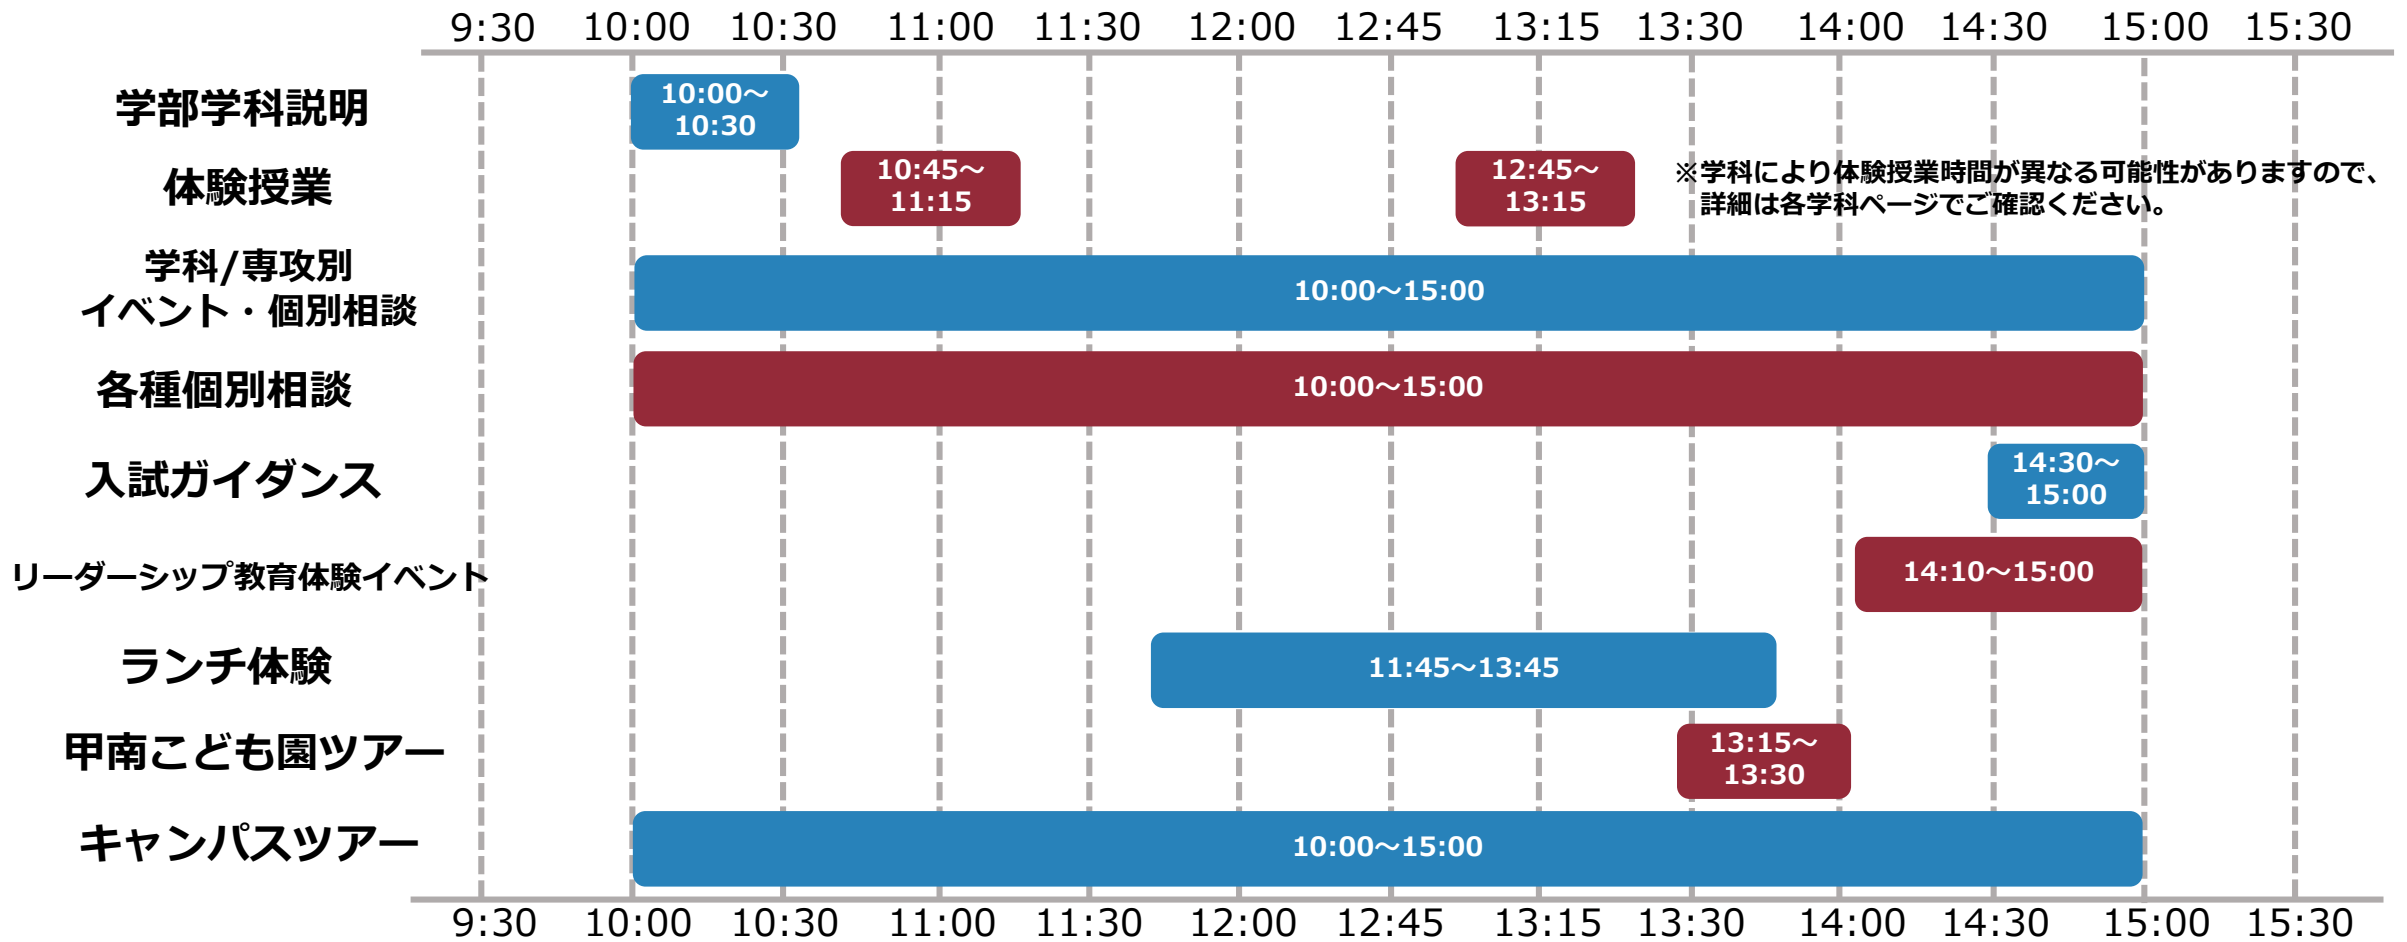 9:30 10:00 10:30 11:00 11:30 12:00 12:45 13:15 13:30 14:00 14:30 15:00 15:30
学部学科説明
10:00～
10:30
体験授業
10:45～
11:15
12:45～
13:15
※学科により体験授業時間が異なる可能性がありますので、
詳細は各学科ページでご確認ください。
学科/専攻別
イベント・個別相談
10:00～15:00
各種個別相談
10:00～15:00
入試ガイダンス
14:30～
15:00
リーダーシップ教育体験イベント
14:10～15:00
ランチ体験
11:45～13:45
甲南こども園ツアー
13:15～
13:30
キャンパスツアー
10:00～15:00
9:30 10:00 10:30 11:00 11:30 12:00 12:45 13:15 13:30 14:00 14:30 15:00 15:30